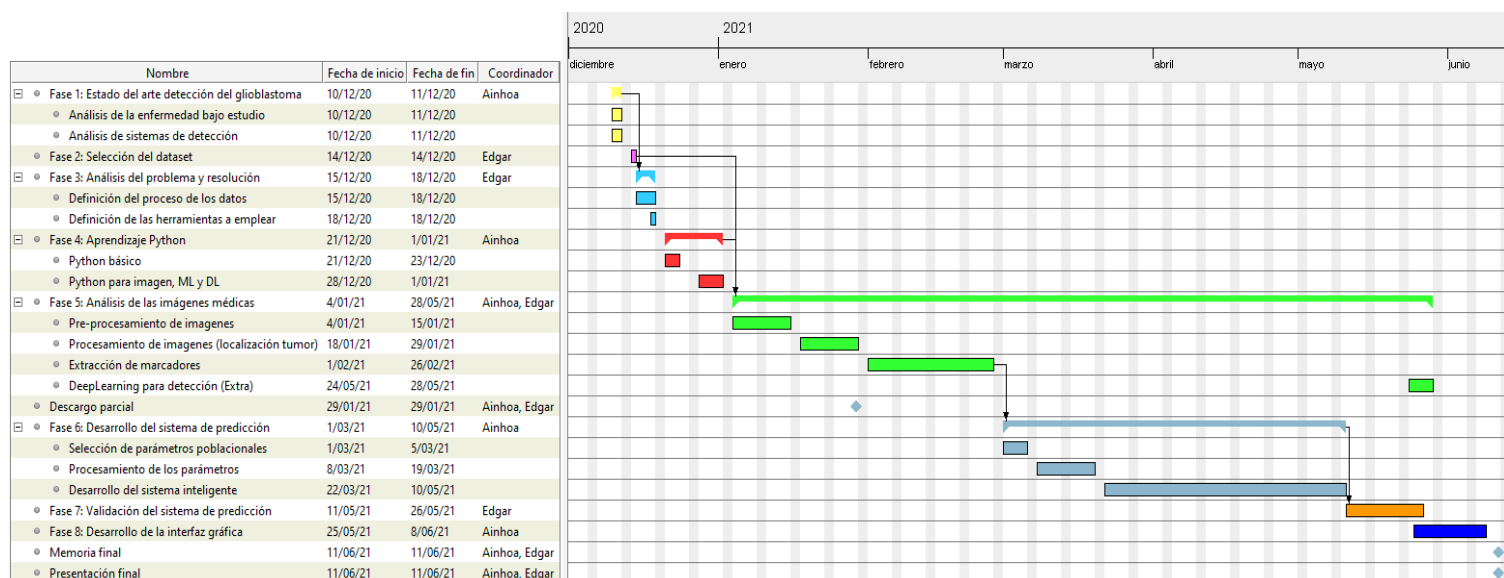 2020 2021
diciembre enero febrero marzo abril mayo junio
Nombre Fecha de inicio Fecha de fin Coordinador
Fase 1: Estado del arte detección del glioblastoma 10/12/20 11/12/20 Ainhoa
Análisis de la enfermedad bajo estudio 10/12/20 11/12/20
Análisis de sistemas de detección 10/12/20 11/12/20
Fase 2: Selección del dataset 14/12/20 14/12/20 Edgar
Fase 3: Análisis del problema y resolución 15/12/20 18/12/20 Edgar
Definición del proceso de los datos 15/12/20 18/12/20
Definición de las herramientas a emplear 18/12/20 18/12/20
Fase 4: Aprendizaje Python 21/12/20 1/01/21 Ainhoa
Python básico 21/12/20 23/12/20
Python para imagen, ML y DL 28/12/20 1/01/21
Fase 5: Análisis de las imágenes médicas 4/01/21 28/05/21 Ainhoa, Edgar
Pre-procesamiento de imagenes 4/01/21 15/01/21
Procesamiento de imagenes (localización tumor) 18/01/21 29/01/21
Extracción de marcadores 1/02/21 26/02/21
DeepLearning para detección (Extra) 24/05/21 28/05/21
Descargo parcial 29/01/21 29/01/21 Ainhoa, Edgar
Fase 6: Desarrollo del sistema de predicción 1/03/21 10/05/21 Ainhoa
Selección de parámetros poblacionales 1/03/21 5/03/21
Procesamiento de los parámetros 8/03/21 19/03/21
Desarrollo del sistema inteligente 22/03/21 10/05/21
Fase 7: Validación del sistema de predicción 11/05/21 26/05/21 Edgar
Fase 8: Desarrollo de la interfaz gráfica 25/05/21 8/06/21 Ainhoa
Memoria final 11/06/21 11/06/21 Ainhoa, Edgar
Presentación final 11/06/21 11/06/21 Ainhoa, Edgar